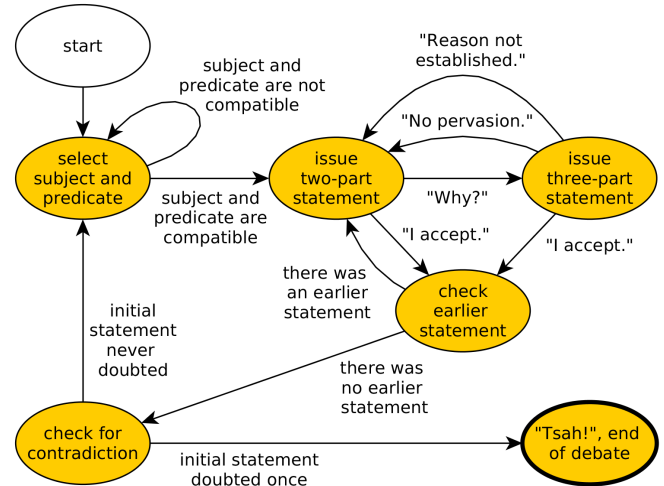 start
subject and
predicate are not
compatible
"Reason not
established."
"No pervasion."
select
subject and
predicate
issue
two-part
statement
issue
three-part
statement
subject and
predicate are
compatible
"Why?"
"I accept."
"I accept."
there was
an earlier
statement
check
earlier
statement
initial
statement
never
doubted
there was
no earlier
statement
check for
contradiction
"Tsah!", end
of debate
initial statement
doubted once